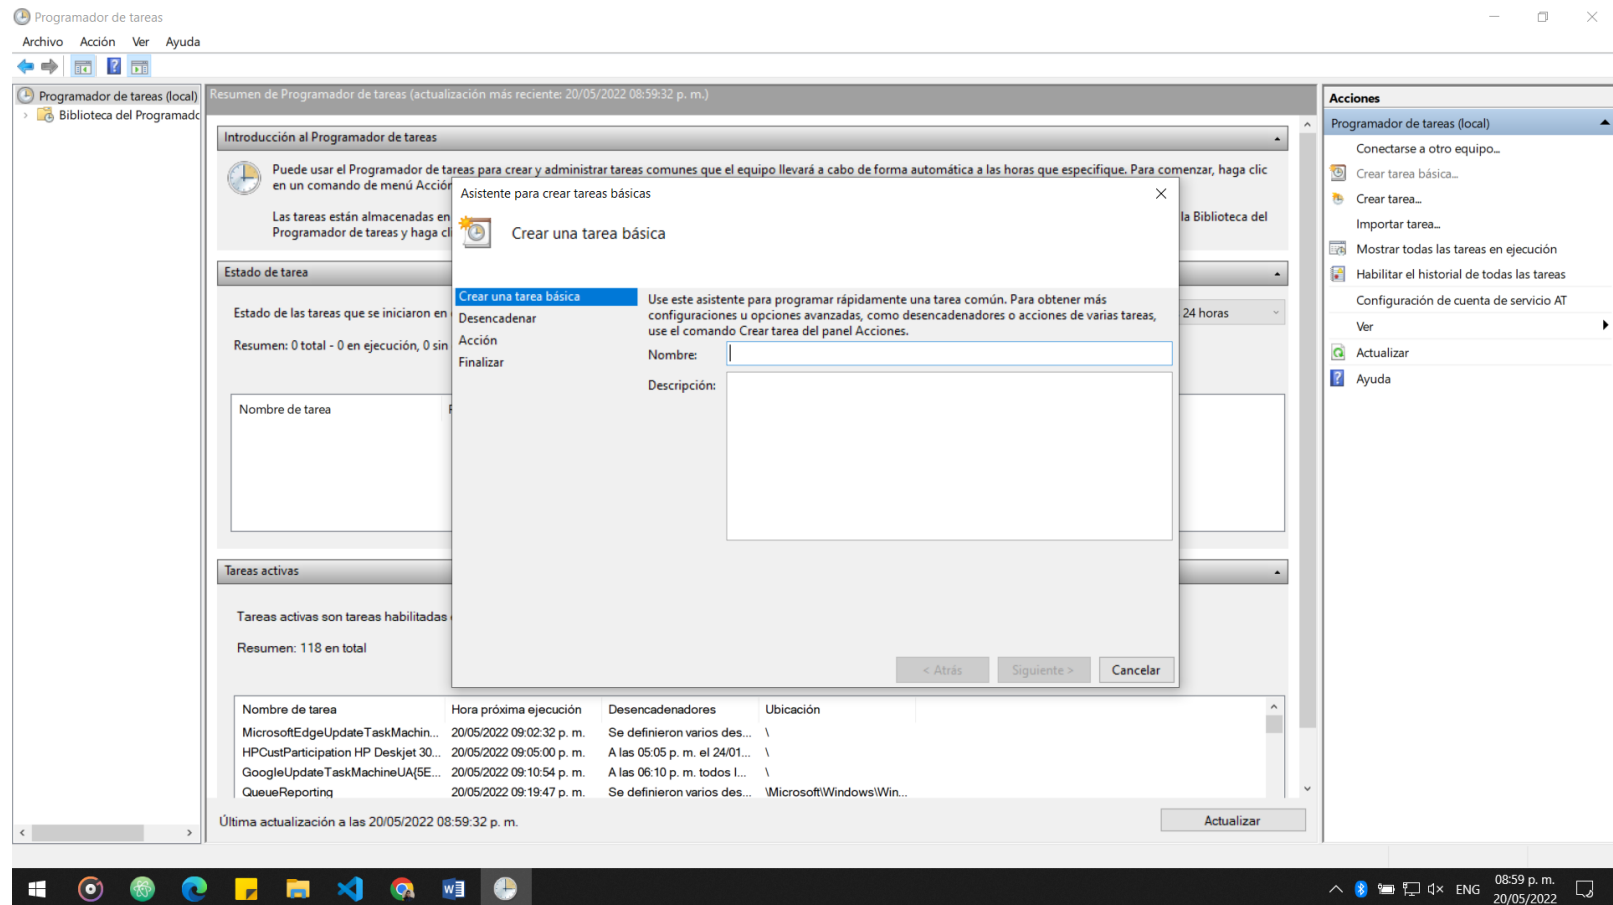 Programador de tareas
Archivo Acción Ver Ayuda
Programador de tareas (local)
Biblioteca del Programadc
Resumen de Programador de tareas (actualización más reciente: 20/05/2022 08:59:32 p. m.)
Introducción al Programador de tareas
Puede usar el Programador de tareas para crear y administrar tareas comunes que el equipo llevará a cabo de forma automática a las horas que especifique. Para comenzar, haga clic
en un comando de menú Acciór
Las tareas están almacenadas en
la Biblioteca del
Programador de tareas y haga cl
Estado de tarea
Estado de las tareas que se iniciaron en
24 horas
Resumen: 0 total - 0 en ejecución, 0 sin
Nombre de tarea
Tareas activas
Tareas activas son tareas habilitadas
Resumen: 118 en total
Nombre de tarea Hora próxima ejecución Desencadenadores Ubicación
MicrosoftEdgeUpdateTaskMachin... 20/05/2022 09:02:32 p. m. Se definieron varios des... \
HPCustParticipation HP Deskjet 30... 20/05/2022 09:05:00 p. m. A las 05:05 p. m. el 24/01... \
GoogleUpdateTaskMachineUA{5E... 20/05/2022 09:10:54 p. m. A las 06:10 p. m. todos l... \
QueueReporting 20/05/2022 09:19:47 p. m. Se definieron varios des... \Microsoft\Windows\Win...
Última actualización a las 20/05/2022 08:59:32 p. m.
Actualizar
Asistente para crear tareas básicas
Crear una tarea básica
Crear una tarea básica
Desencadenar
Acción
Finalizar
Use este asistente para programar rápidamente una tarea común. Para obtener más
configuraciones u opciones avanzadas, como desencadenadores o acciones de varias tareas,
use el comando Crear tarea del panel Acciones.
Nombre:
Descripción:
< Atrás Siguiente > Cancelar
Acciones
Programador de tareas (local)
Conectarse a otro equipo...
Crear tarea básica...
Crear tarea...
Importar tarea...
Mostrar todas las tareas en ejecución
Habilitar el historial de todas las tareas
Configuración de cuenta de servicio AT
Ver
Actualizar
Ayuda
ENG
08:59 p. m.
20/05/2022